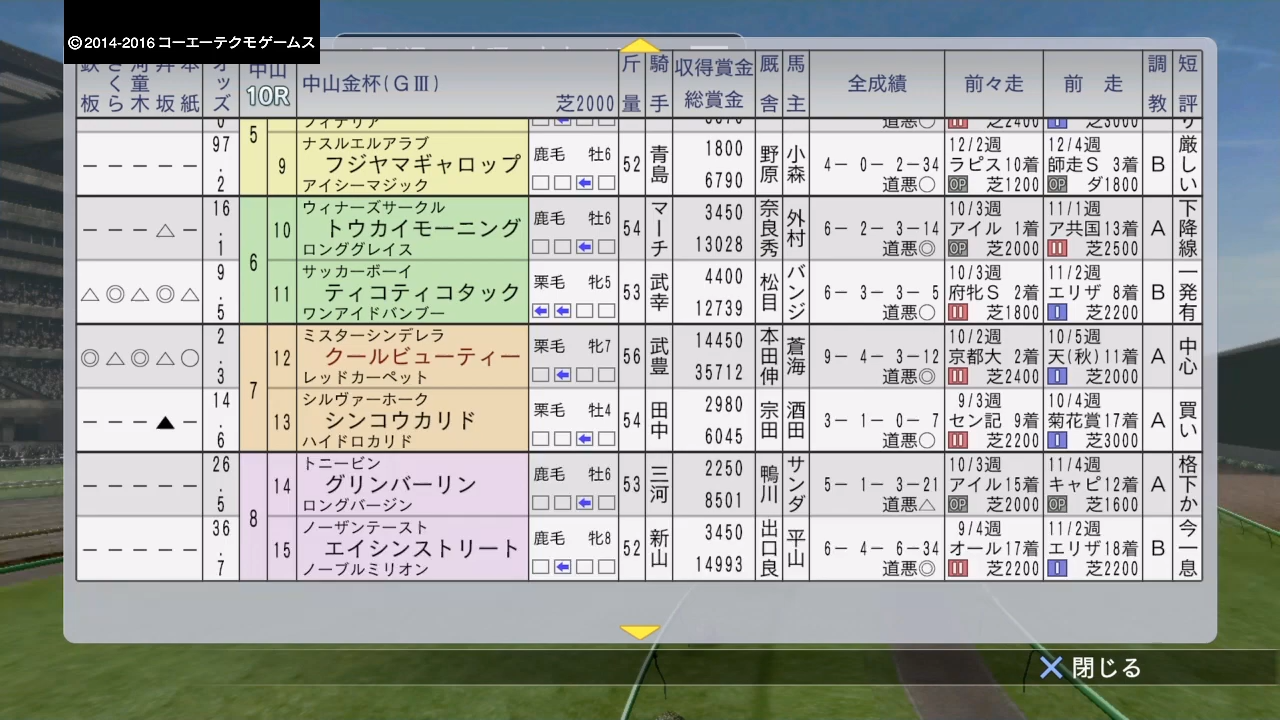 ©2014-2016 コーエーテクモゲームス
オッズ 中山 10R 中山金杯(GⅢ) 芝2000 斤量 騎手 収得賞金 総賞金 厩舎 馬主 全成績 前々走 前 走 調教 短評
板 さくら 河童木 井坂 本紙
5
97.2 9 ナスルエルアラブ
フジヤマギャロップ
アイシーマジック
鹿毛 牡6 52 青島 1800 6790 野原 小森 4- 0- 2-34 道悪○
12/2週 ラピス10着 OP 芝1200
12/4週 師走S 3着 OP ダ1800
B 厳しい
6
---△- 16.1 10 ウィナーズサークル
トウカイモーニング
ロンググレイス
鹿毛 牡6 54 マーチ 3450 13028 奈良秀 外村 6- 2- 3-14 道悪◎
10/3週 アイル 1着 OP 芝2000
11/1週 ア共国13着 II 芝2500
A 下降線
△◎△◎△ 9.5 11 サッカーボーイ
ティコティコタック
ワンアイドバンブー
栗毛 牝5 53 武幸 4400 12739 松目 バンジ 6- 3- 3- 5 道悪○
10/3週 府牝S 2着 III 芝1800
11/2週 エリザ 8着 I 芝2200
B 一発有
7
◎△◎△○ 2.3 12 ミスターシンデレラ
クールビューティー
レッドカーペット
栗毛 牝7 56 武豊 14450 35712 本田伸 蒼海 9- 4- 3-12 道悪◎
10/2週 京都大 2着 II 芝2400
10/5週 天(秋)11着 I 芝2000
A 中心
---▲- 14.6 13 シルヴァーホーク
シンコウカリド
ハイドロカリド
栗毛 牡4 54 田中 2980 6045 宗田 酒田 3- 1- 0- 7 道悪○
9/3週 セン記 9着 II 芝2200
10/4週 菊花賞17着 I 芝3000
A 買い
8
----- 26.5 14 トニービン
グリンバーリン
ロングバージン
鹿毛 牡6 53 三河 2250 8501 鴨川 サンダ 5- 1- 3-21 道悪△
10/3週 アイル15着 OP 芝2000
11/4週 キャピ12着 OP 芝1600
A 格下か
----- 36.7 15 ノーザンテースト
エイシンストリート
ノーブルミリオン
鹿毛 牝8 52 新山 3450 14993 出口良 平山 6- 4- 6-34 道悪◎
9/4週 オール17着 II 芝2200
11/2週 エリザ18着 I 芝2200
B 今一息
閉じる